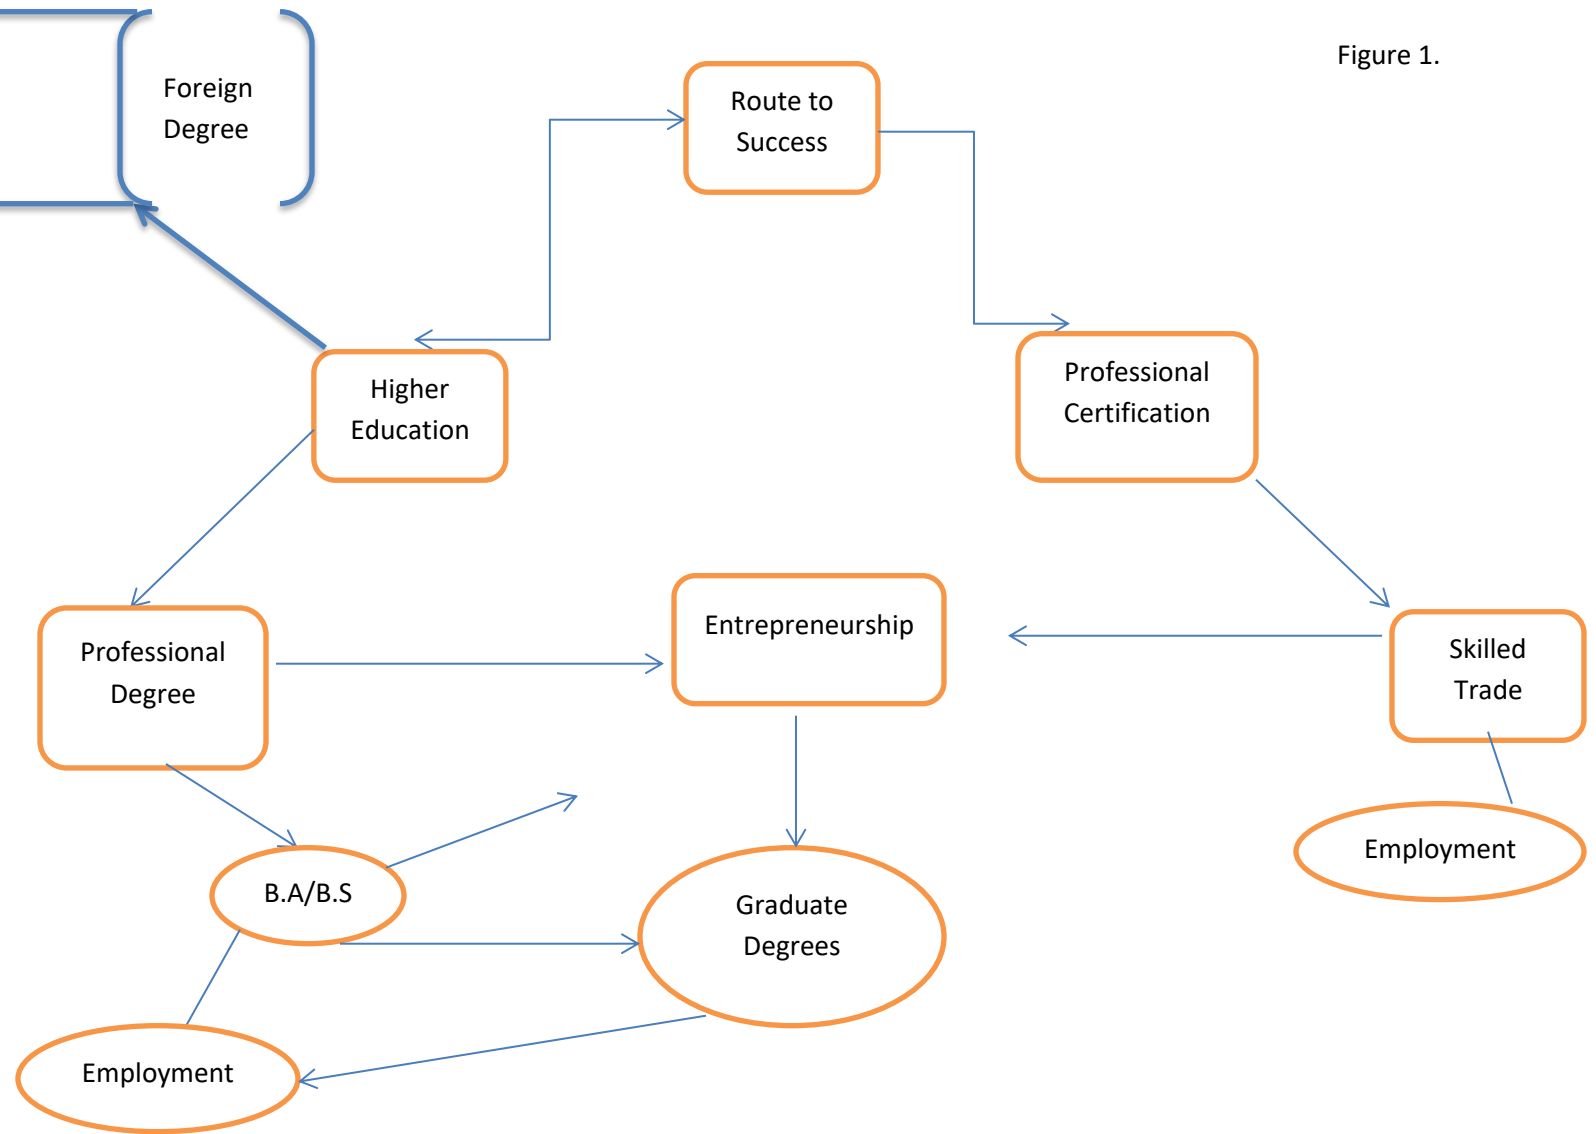 Figure 1.
Foreign
Degree
Route to
Success
Higher
Education
Professional
Certification
Professional
Degree
Entrepreneurship
Skilled
Trade
B.A/B.S
Graduate
Degrees
Employment
Employment